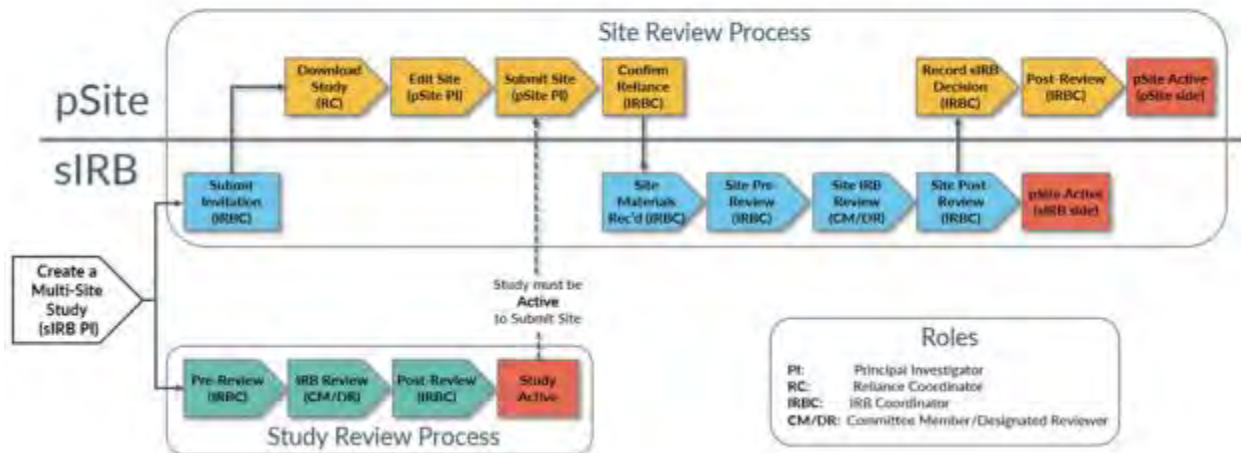 Site Review Process
pSite
Download
Study
(RC)
Edit Site
(pSite PI)
Submit Site
(pSite PI)
Confirm
Reliance
(IRBC)
Record sIRB
Decision
(IRBC)
Post-Review
(IRBC)
pSite Active
(pSite side)
sIRB
Submit
Invitation
(IRBC)
Site
Materials
Rec'd (IRBC)
Site Pre-
Review
(IRBC)
Site IRB
Review
(CM/DR)
Site Post
Review
(IRBC)
pSite Active
(sIRB side)
Create a
Multi-Site
Study
(sIRB PI)
Study must be
Active
to Submit Site
Pre-Review
(IRBC)
IRB Review
(CM/DR)
Post-Review
(IRBC)
Study
Active
Study Review Process
Roles
PI: Principal Investigator
RC: Reliance Coordinator
IRBC: IRB Coordinator
CM/DR: Committee Member/Designated Reviewer